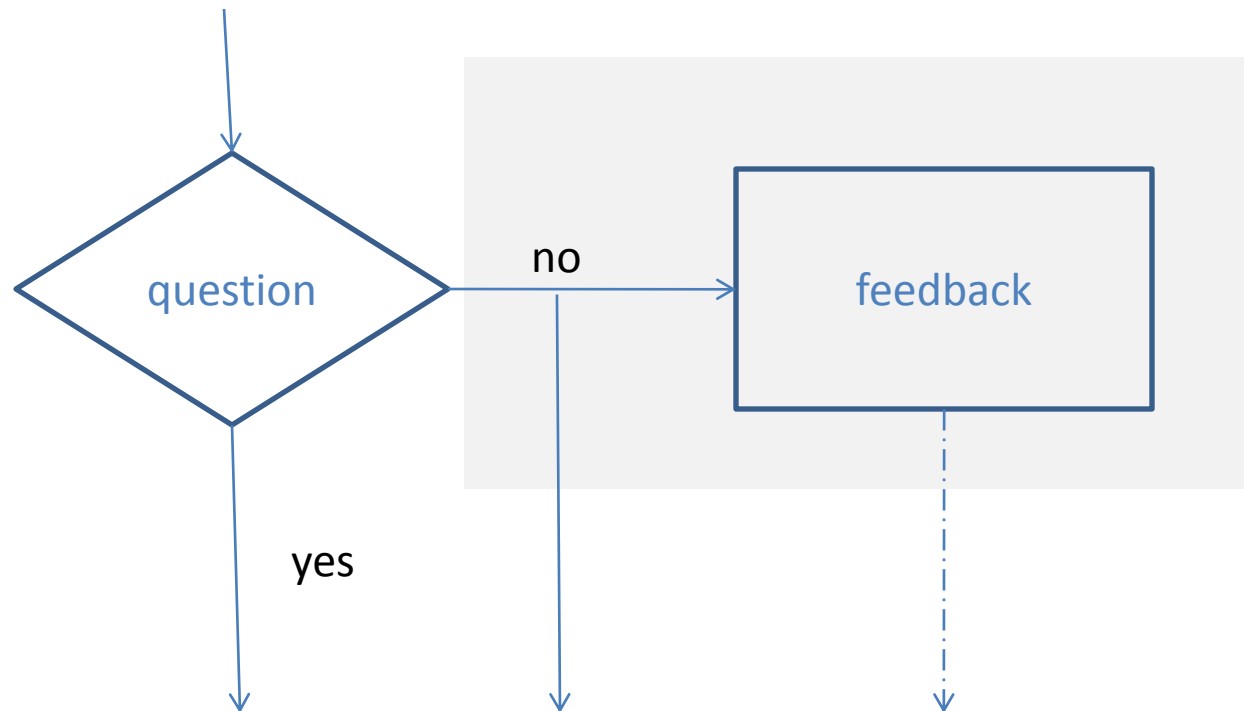 no
question
feedback
yes